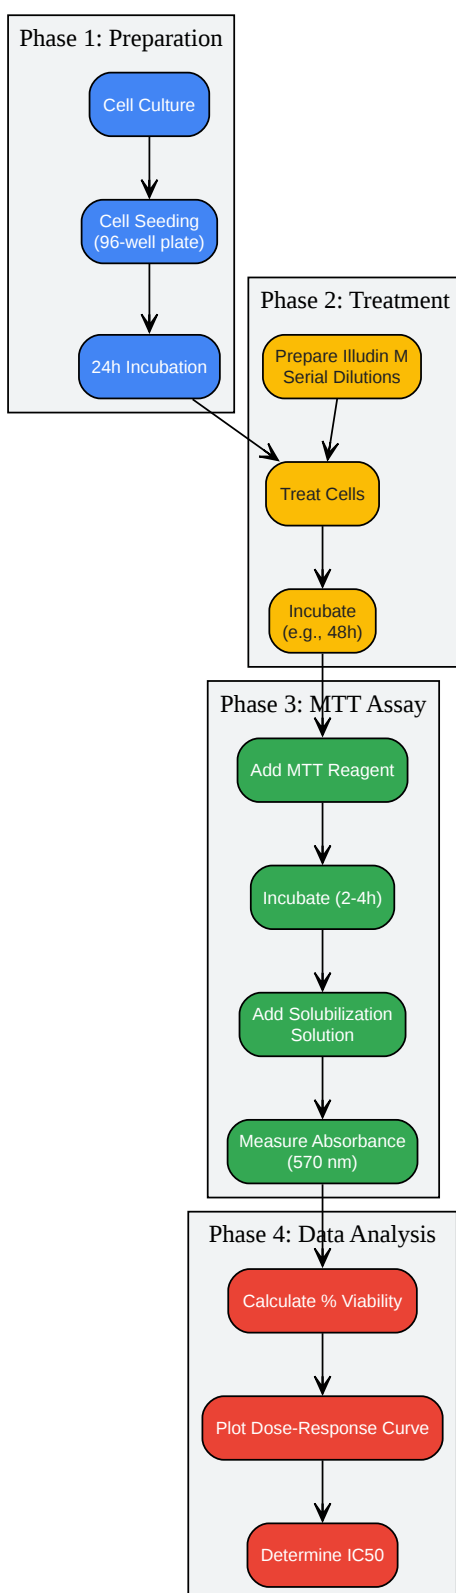 Phase 1: Preparation
Cell Culture
Cell Seeding
(96-well plate)
24h Incubation
Phase 2: Treatment
Prepare Illudin M
Serial Dilutions
Treat Cells
Incubate
(e.g., 48h)
Phase 3: MTT Assay
Add MTT Reagent
Incubate (2-4h)
Add Solubilization
Solution
Measure Absorbance
(570 nm)
Phase 4: Data Analysis
Calculate % Viability
Plot Dose-Response Curve
Determine IC50